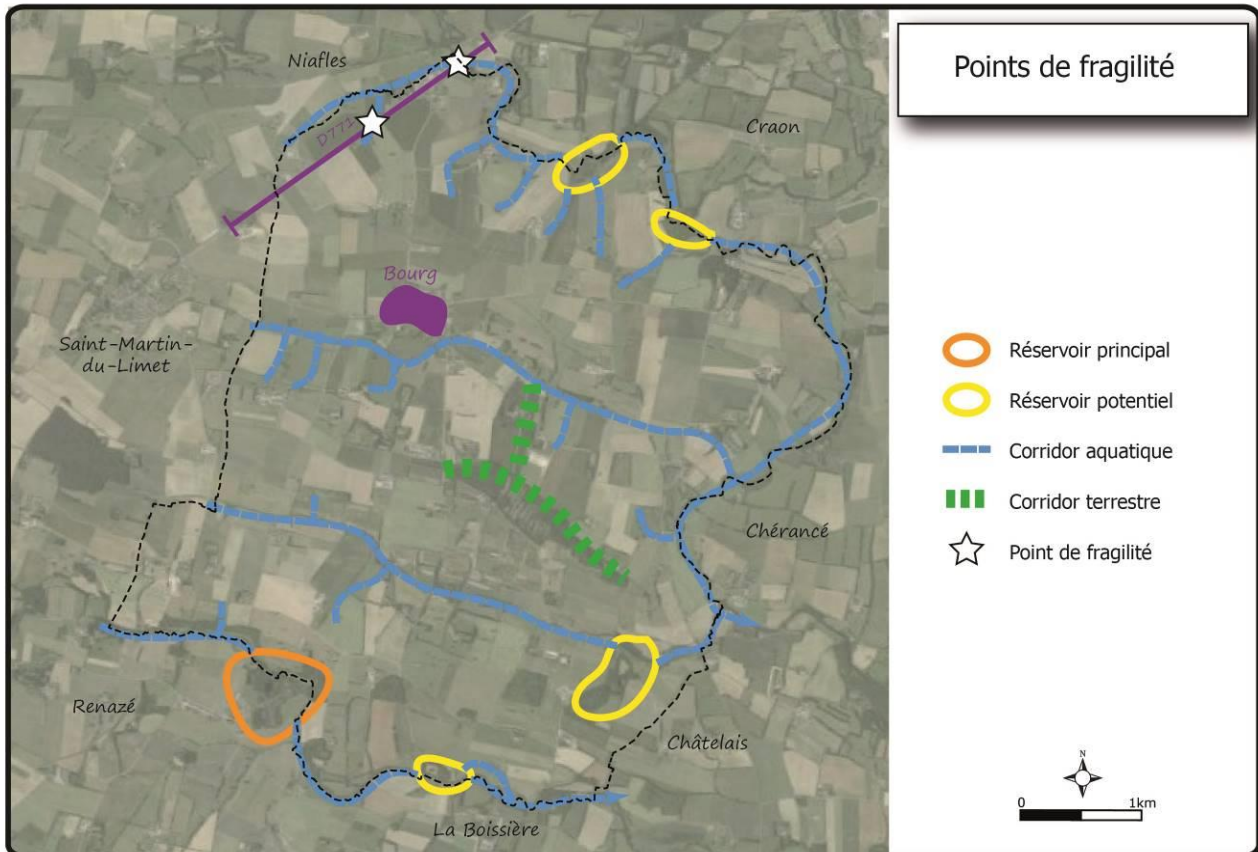 Points de fragilité
Niafles
Craon
D771
Bourg
Saint-Martin-
du-Limet
Chérancé
Renazé
Châtelais
La Boissière
Réservoir principal
Réservoir potentiel
Corridor aquatique
Corridor terrestre
Point de fragilité
N
0 1km